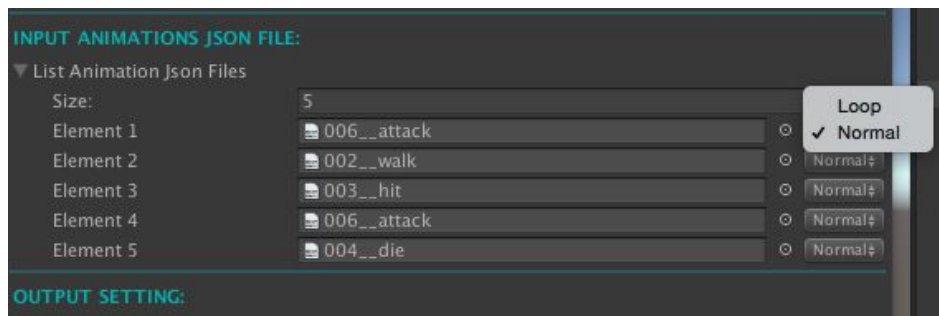 INPUT ANIMATIONS JSON FILE:
List Animation Json Files
Size: 5
Loop
Element 1 006__attack ✓ Normal
Element 2 002__walk Normal
Element 3 003__hit Normal
Element 4 006__attack Normal
Element 5 004__die Normal
OUTPUT SETTING: